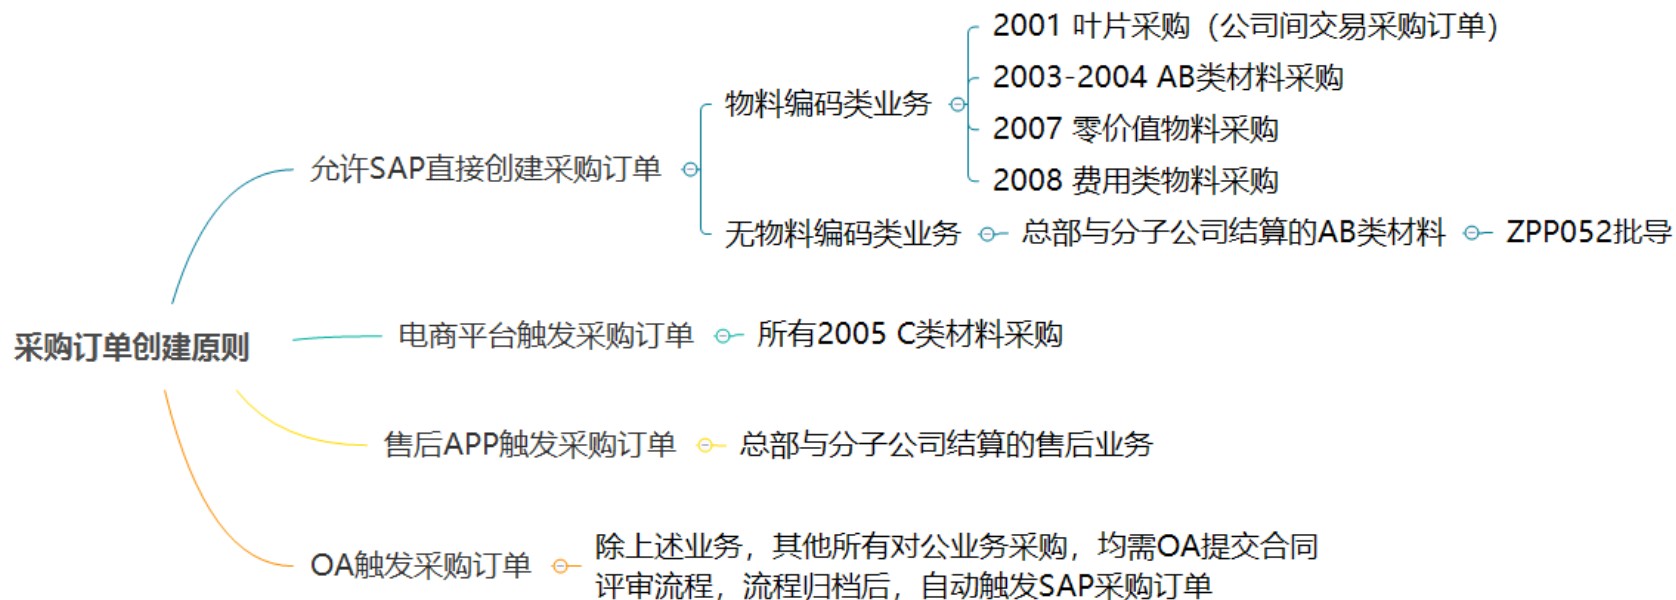 采购订单创建原则
允许SAP直接创建采购订单
物料编码类业务
2001 叶片采购（公司间交易采购订单）
2003-2004 AB类材料采购
2007 零价值物料采购
2008 费用类物料采购
无物料编码类业务
总部与分子公司结算的AB类材料
ZPP052批导
电商平台触发采购订单
所有2005 C类材料采购
售后APP触发采购订单
总部与分子公司结算的售后业务
OA触发采购订单
除上述业务，其他所有对公业务采购，均需OA提交合同
评审流程，流程归档后，自动触发SAP采购订单